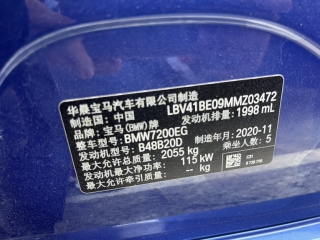 华晨宝马汽车有限公司制造
制造国：中国 LBV41BE09MMZ03472
品牌：宝马(BMW)牌 发动机排量：1998 mL
整车型号：BMW7200EG
发动机型号：B48B20D 制造年月：2020-11
最大允许总质量：2055 kg 乘坐人数：5
发动机最大净功率：115 kW
最大允许牵引质量：-- kg